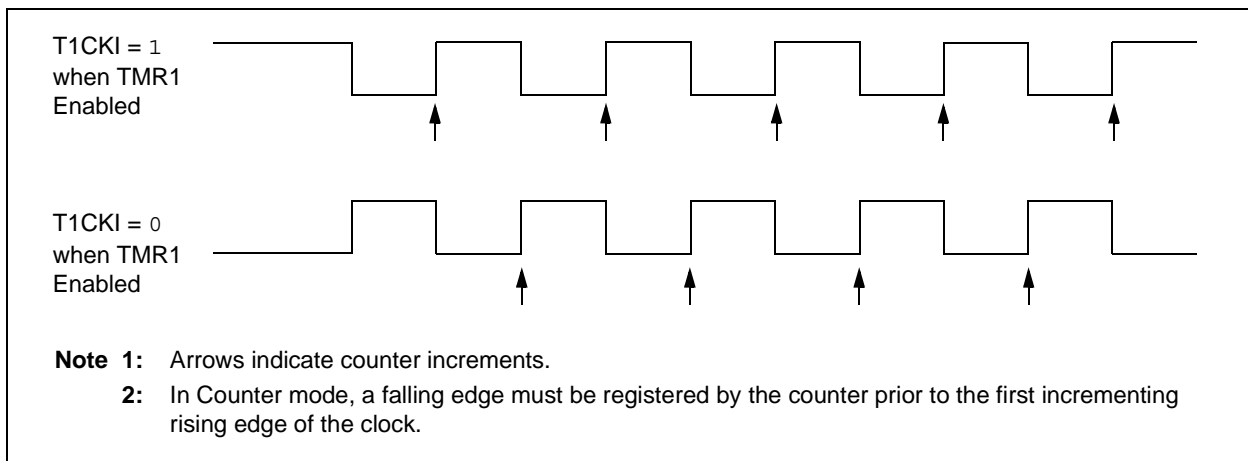 T1CKI = 1
when TMR1
Enabled
T1CKI = 0
when TMR1
Enabled
Note 1: Arrows indicate counter increments.
2: In Counter mode, a falling edge must be registered by the counter prior to the first incrementing
rising edge of the clock.